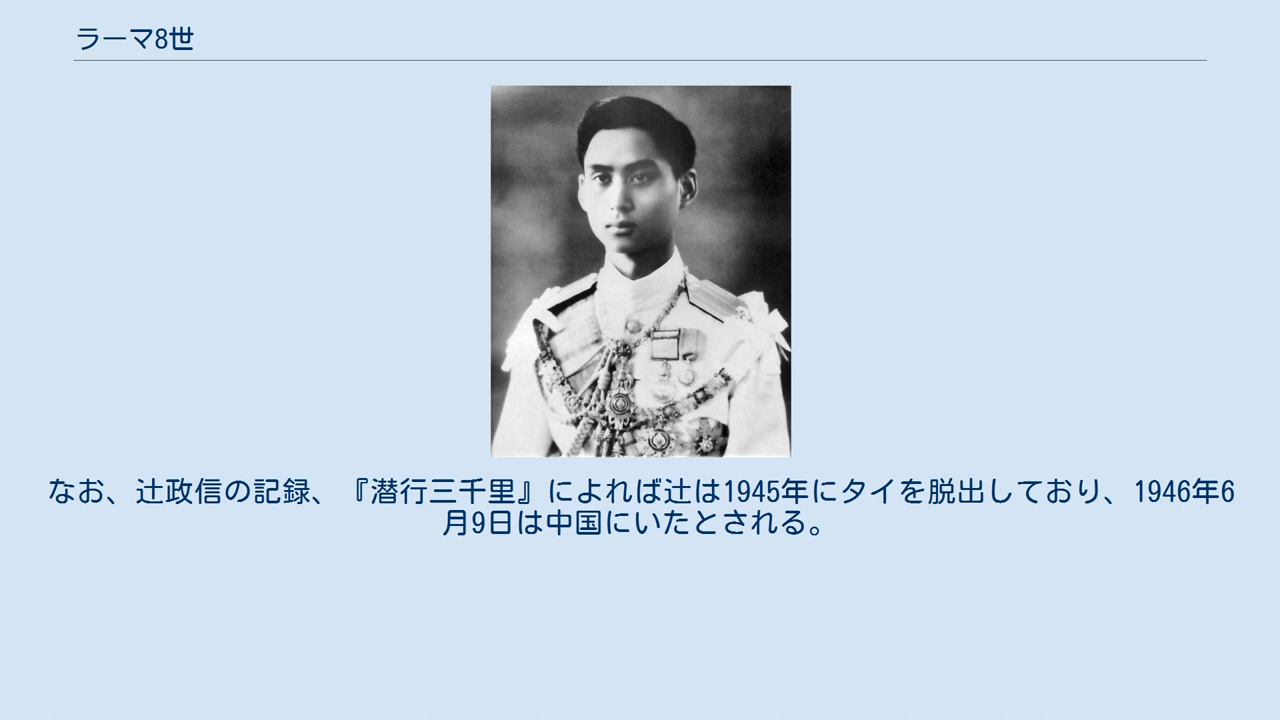 ラーマ8世
なお、辻政信の記録、『潜行三千里』によれば辻は1945年にタイを脱出しており、1946年6
月9日は中国にいたとされる。